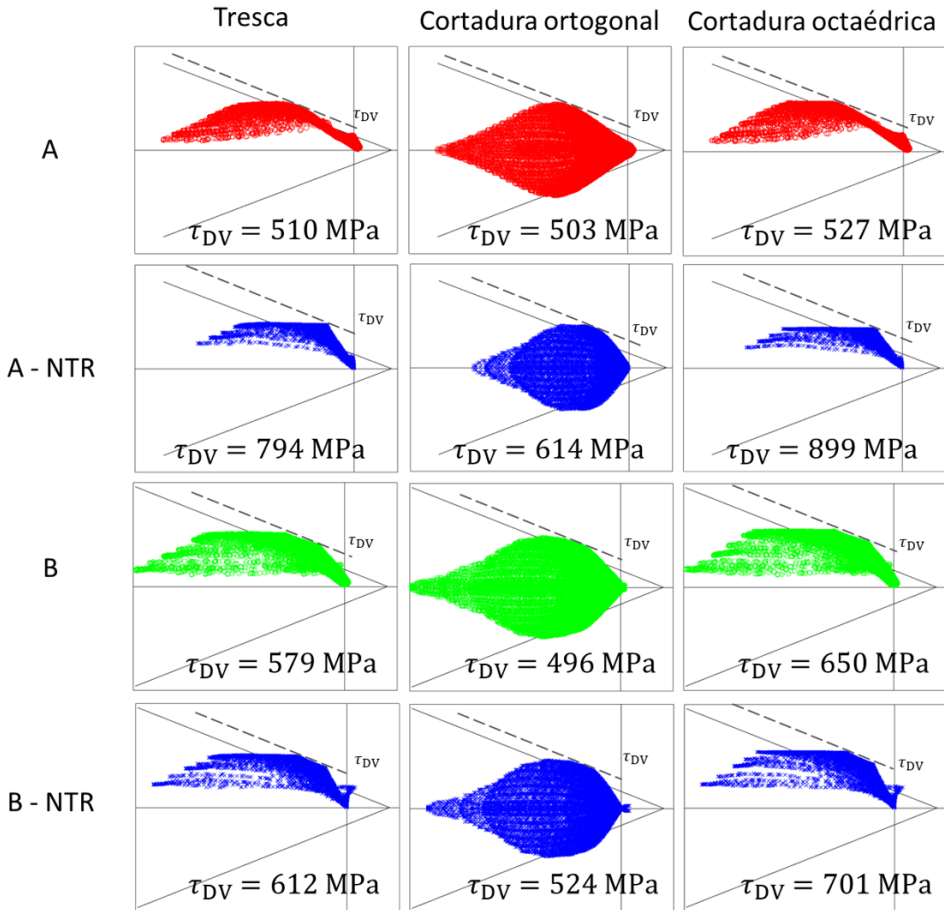 Tresca Cortadura ortogonal Cortadura octaédrica
A
τDV τDV τDV
τDV = 510 MPa τDV = 503 MPa τDV = 527 MPa
A - NTR
τDV τDV τDV
τDV = 794 MPa τDV = 614 MPa τDV = 899 MPa
B
τDV τDV τDV
τDV = 579 MPa τDV = 496 MPa τDV = 650 MPa
B - NTR
τDV τDV τDV
τDV = 612 MPa τDV = 524 MPa τDV = 701 MPa